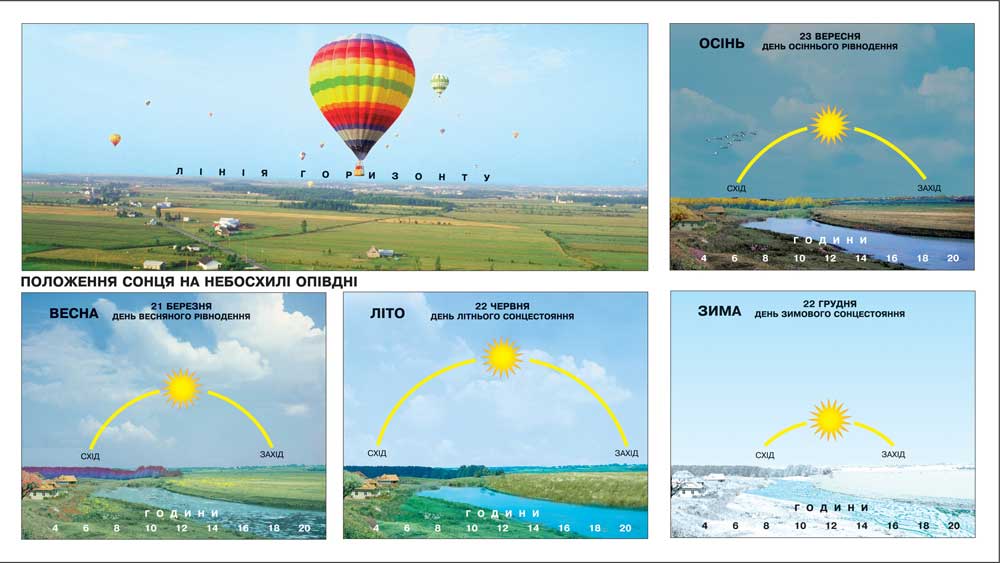 ЛІНІЯ ГОРИЗОНТУ
ОСІНЬ
23 ВЕРЕСНЯ
ДЕНЬ ОСІННЬОГО РІВНОДЕННЯ
СХІД ЗАХІД
ГОДИНИ
4 6 8 10 12 14 16 18 20
ПОЛОЖЕННЯ СОНЦЯ НА НЕБОСХИЛІ ОПІВДНІ
ВЕСНА
21 БЕРЕЗНЯ
ДЕНЬ ВЕСНЯНОГО РІВНОДЕННЯ
СХІД ЗАХІД
ГОДИНИ
4 6 8 10 12 14 16 18 20
ЛІТО
22 ЧЕРВНЯ
ДЕНЬ ЛІТНЬОГО СОНЦЕСТОЯННЯ
СХІД ЗАХІД
ГОДИНИ
4 6 8 10 12 14 16 18 20
ЗИМА
22 ГРУДНЯ
ДЕНЬ ЗИМОВОГО СОНЦЕСТОЯННЯ
СХІД ЗАХІД
ГОДИНИ
4 6 8 10 12 14 16 18 20